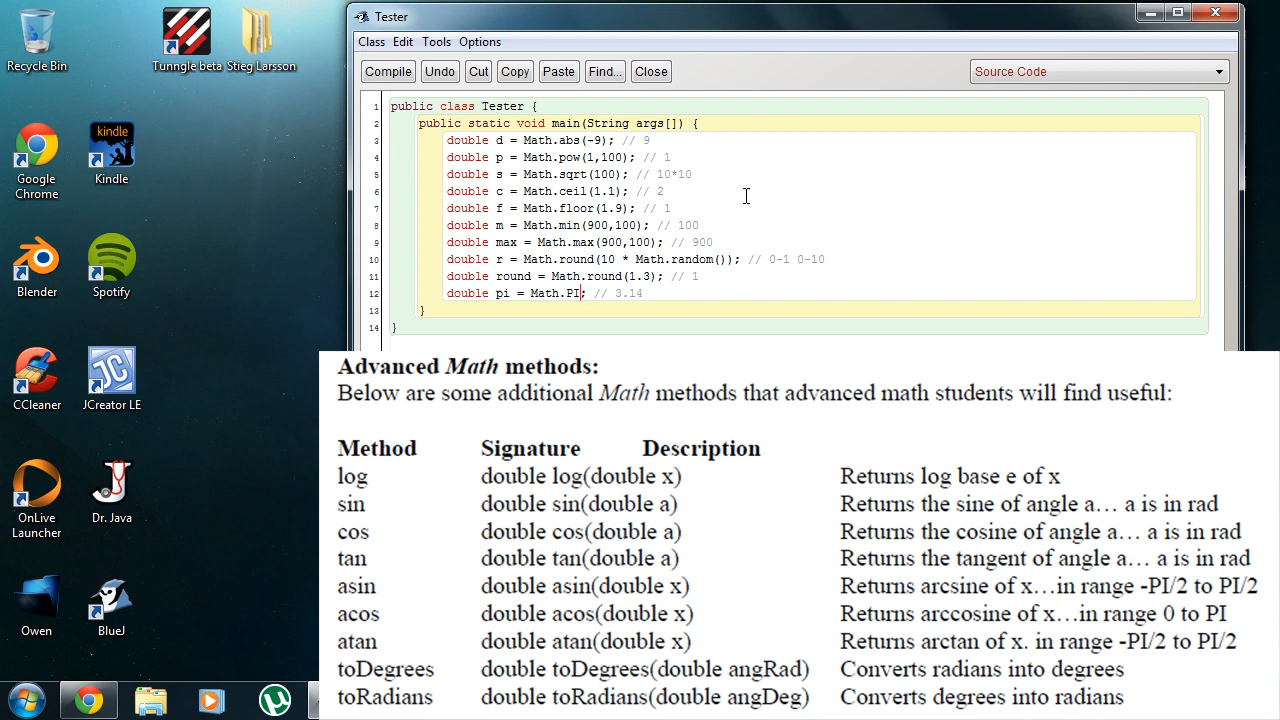 Recycle Bin
Tunngle beta
Stieg Larsson
Google Chrome
kindle
Kindle
Blender
Spotify
CCleaner
JC
JCreator LE
OnLive Launcher
Dr. Java
Owen
BlueJ
Tester
Class Edit Tools Options
Compile Undo Cut Copy Paste Find... Close Source Code
1 public class Tester {
2 public static void main(String args[]) {
3 double d = Math.abs(-9); // 9
4 double p = Math.pow(1,100); // 1
5 double s = Math.sqrt(100); // 10*10
6 double c = Math.ceil(1.1); // 2
7 double f = Math.floor(1.9); // 1
8 double m = Math.min(900,100); // 100
9 double max = Math.max(900,100); // 900
10 double r = Math.round(10 * Math.random()); // 0-1 0-10
11 double round = Math.round(1.3); // 1
12 double pi = Math.PI; // 3.14
13 }
14 }
Advanced Math methods:
Below are some additional Math methods that advanced math students will find useful:
Method Signature Description
log double log(double x) Returns log base e of x
sin double sin(double a) Returns the sine of angle a… a is in rad
cos double cos(double a) Returns the cosine of angle a… a is in rad
tan double tan(double a) Returns the tangent of angle a… a is in rad
asin double asin(double x) Returns arcsine of x…in range -PI/2 to PI/2
acos double acos(double x) Returns arccosine of x…in range 0 to PI
atan double atan(double x) Returns arctan of x. in range -PI/2 to PI/2
toDegrees double toDegrees(double angRad) Converts radians into degrees
toRadians double toRadians(double angDeg) Converts degrees into radians